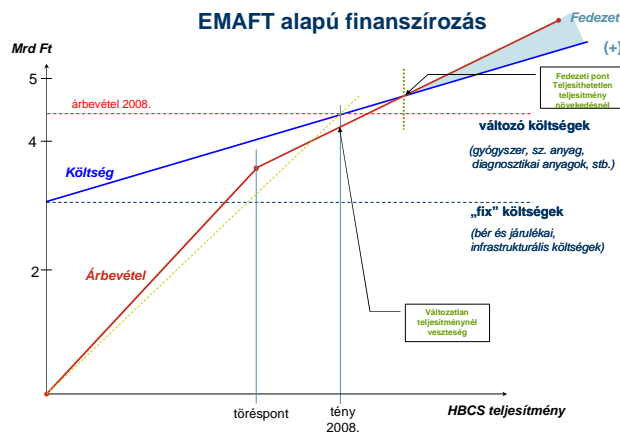 EMAFT alapú finanszírozás
Fedezet
Mrd Ft
(+)
Fedezeti pont
Teljesíthetetlen
teljesítmény
növekedésnél
5
árbevétel 2008.
4
változó költségek
(gyógyszer, sz. anyag,
diagnosztikai anyagok, stb.)
Költség
„fix” költségek
(bér és járulékai,
infrastrukturális költségek)
2
Árbevétel
Változatlan
teljesítménynél
veszteség
töréspont
tény
2008.
HBCS teljesítmény